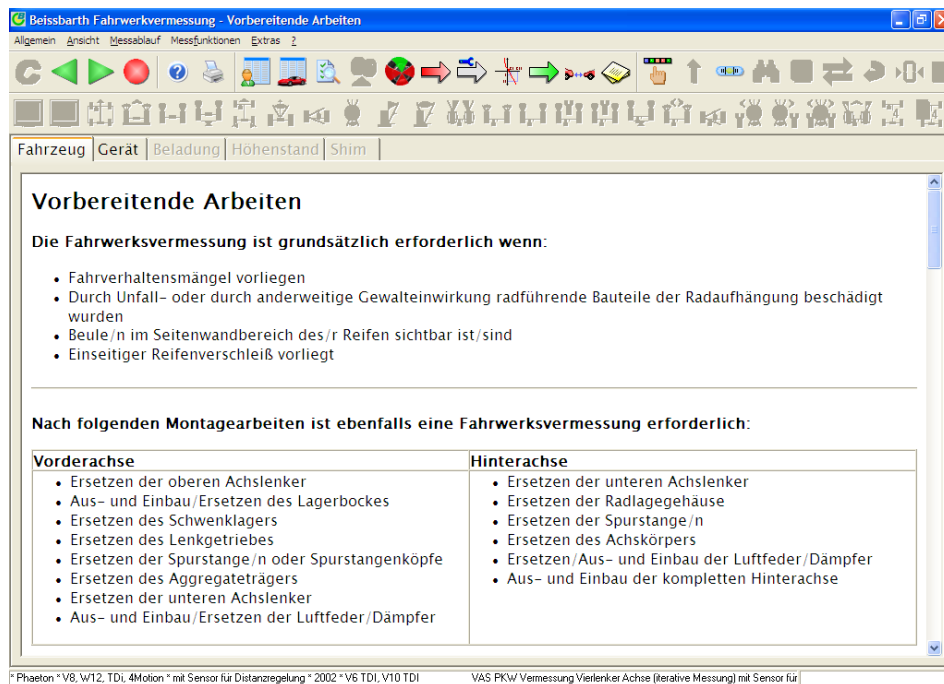 Beissbarth Fahrwerkvermessung - Vorbereitende Arbeiten
Allgemein Ansicht Messablauf Messfunktionen Extras ?
Fahrzeug Gerät Beladung Höhenstand Shim
Vorbereitende Arbeiten
Die Fahrwerksvermessung ist grundsätzlich erforderlich wenn:
• Fahrverhaltensmängel vorliegen
• Durch Unfall- oder durch anderweitige Gewalteinwirkung radführende Bauteile der Radaufhängung beschädigt
wurden
• Beule/n im Seitenwandbereich des/r Reifen sichtbar ist/sind
• Einseitiger Reifenverschleiß vorliegt
Nach folgenden Montagearbeiten ist ebenfalls eine Fahrwerksvermessung erforderlich:
Vorderachse
• Ersetzen der oberen Achslenker
• Aus- und Einbau/Ersetzen des Lagerbockes
• Ersetzen des Schwenklagers
• Ersetzen des Lenkgetriebes
• Ersetzen der Spurstange/n oder Spurstangenköpfe
• Ersetzen des Aggregateträgers
• Ersetzen der unteren Achslenker
• Aus- und Einbau/Ersetzen der Luftfeder/Dämpfer
Hinterachse
• Ersetzen der unteren Achslenker
• Ersetzen der Radlagegehäuse
• Ersetzen der Spurstange/n
• Ersetzen des Achskörpers
• Ersetzen/Aus- und Einbau der Luftfeder/Dämpfer
• Aus- und Einbau der kompletten Hinterachse
* Phaeton * V8, W12, TDi, 4Motion * mit Sensor für Distanzregelung * 2002 * V6 TDI, V10 TDI
VAS PKW Vermessung Vierlenker Achse (iterative Messung) mit Sensor für